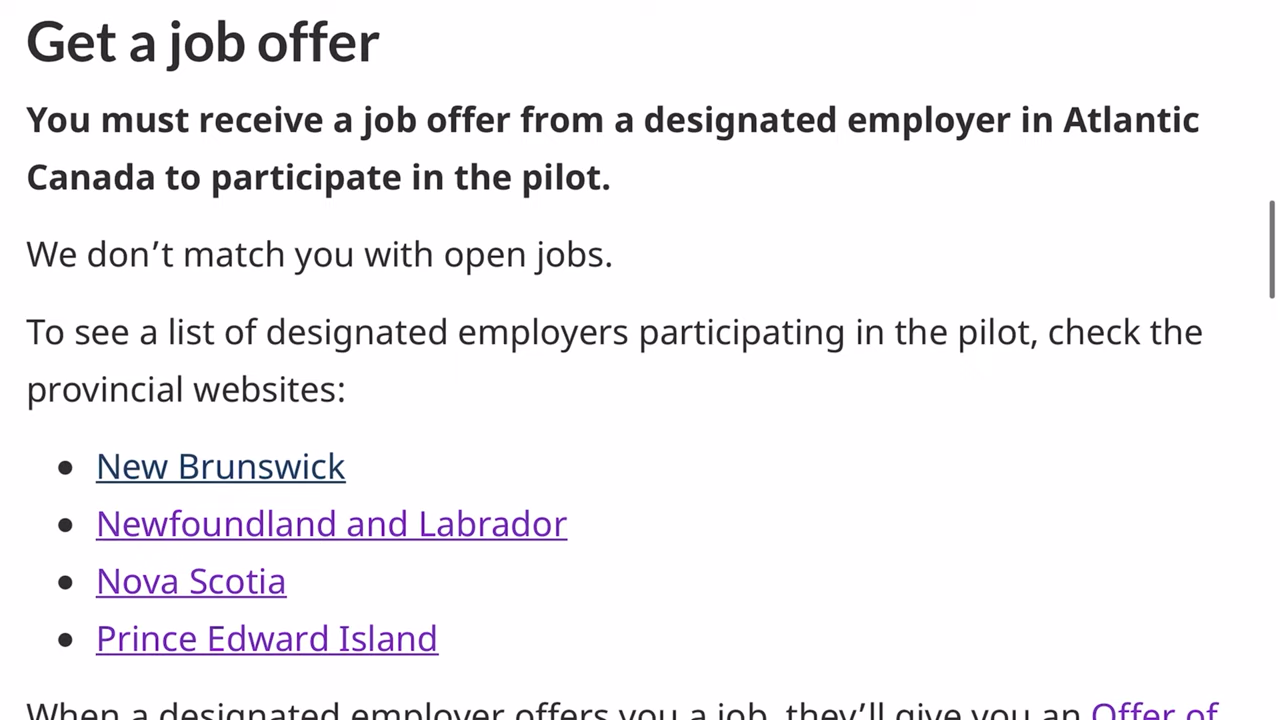 Get a job offer
You must receive a job offer from a designated employer in Atlantic
Canada to participate in the pilot.
We don’t match you with open jobs.
To see a list of designated employers participating in the pilot, check the
provincial websites:
• New Brunswick
• Newfoundland and Labrador
• Nova Scotia
• Prince Edward Island
When a designated employer offers you a job, they’ll give you an Offer of